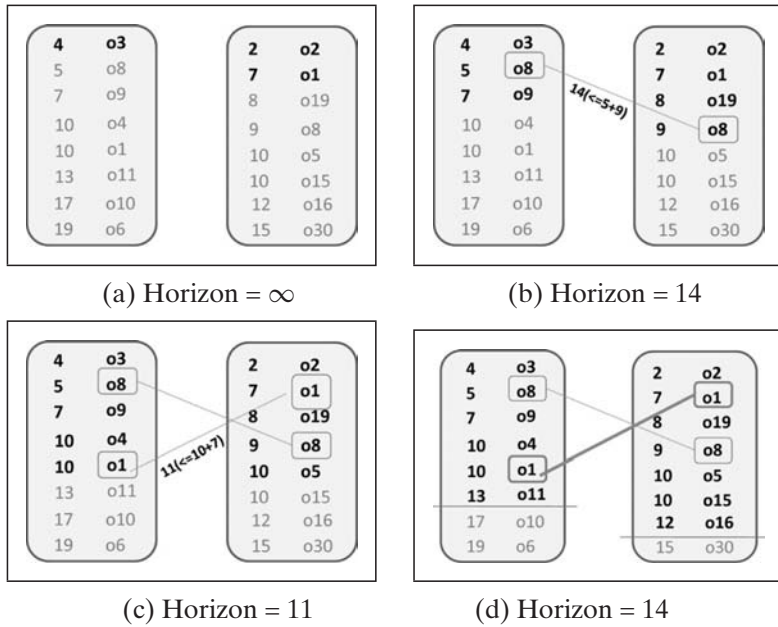 4 o3
5 o8
7 o9
10 o4
10 o1
13 o11
17 o10
19 o6
2 o2
7 o1
8 o19
9 o8
10 o5
10 o15
12 o16
15 o30
(a) Horizon = ∞
4 o3
5 o8
7 o9
10 o4
10 o1
13 o11
17 o10
19 o6
14(<=5+9)
2 o2
7 o1
8 o19
9 o8
10 o5
10 o15
12 o16
15 o30
(b) Horizon = 14
4 o3
5 o8
7 o9
10 o4
10 o1
13 o11
17 o10
19 o6
11(<=10+7)
2 o2
7 o1
8 o19
9 o8
10 o5
10 o15
12 o16
15 o30
(c) Horizon = 11
4 o3
5 o8
7 o9
10 o4
10 o1
13 o11
17 o10
19 o6
2 o2
7 o1
8 o19
9 o8
10 o5
10 o15
12 o16
15 o30
(d) Horizon = 14